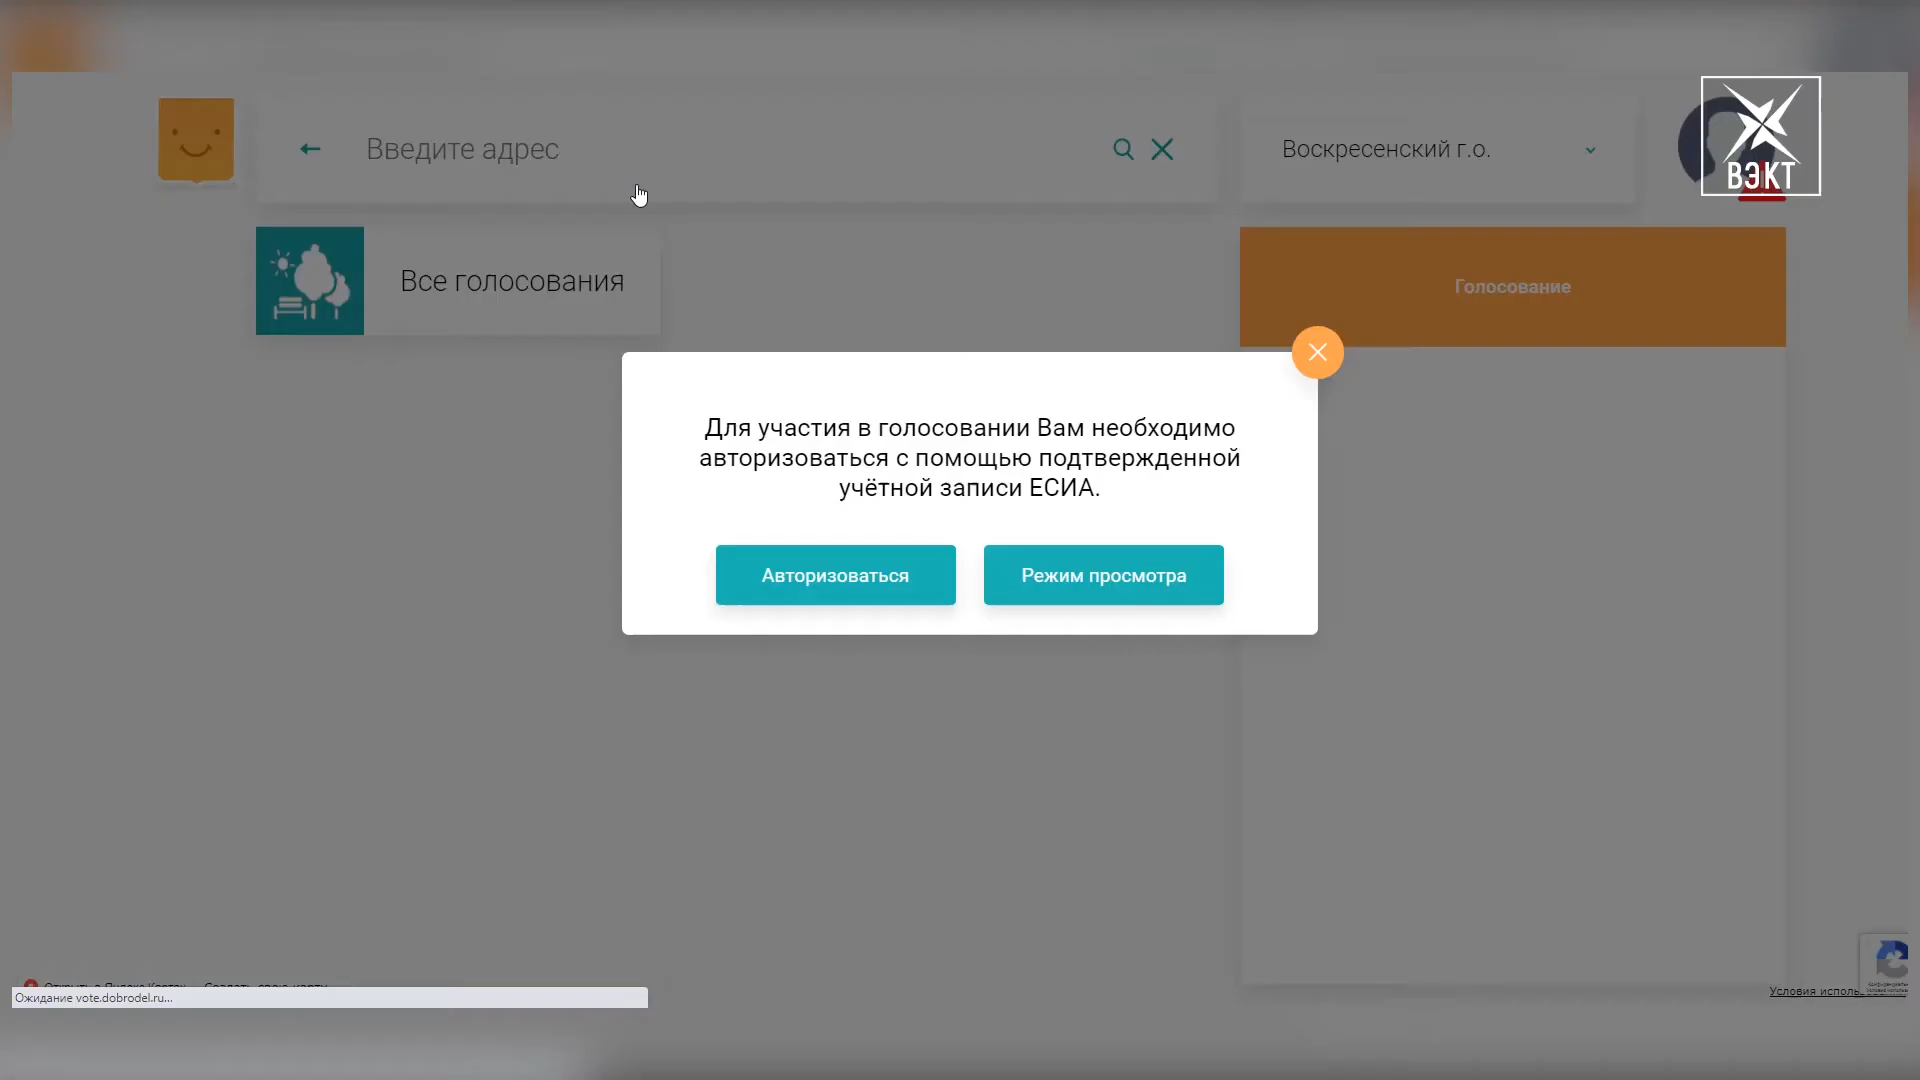 Введите адрес
Воскресенский г.о.
ВЭКТ
Все голосования
Голосование
Для участия в голосовании Вам необходимо
авторизоваться с помощью подтвержденной
учётной записи ЕСИА.
Авторизоваться
Режим просмотра
Ожидание vote.dobrodel.ru...
Условия